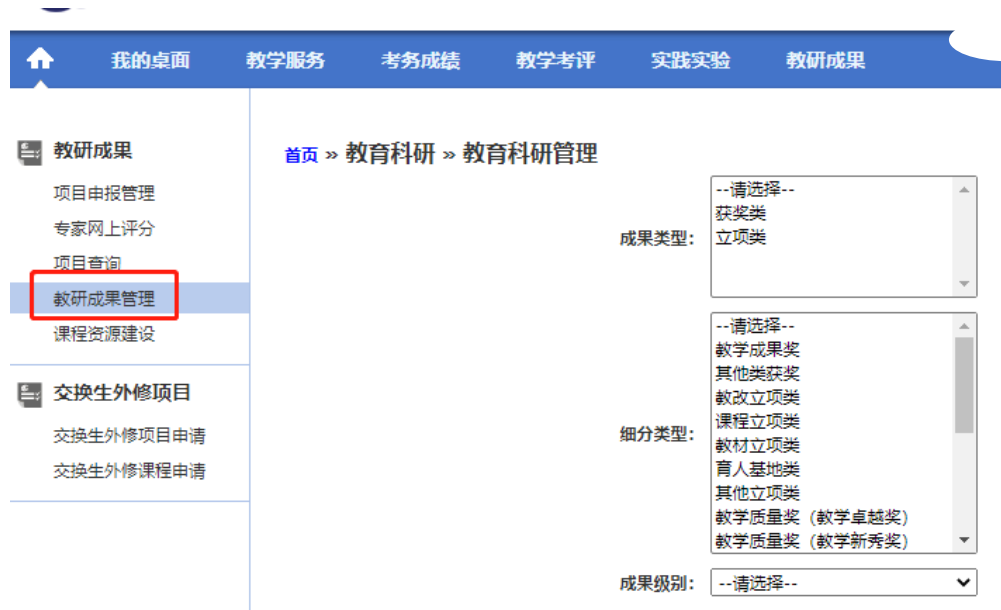 我的桌面 教学服务 考务成绩 教学考评 实践实验 教研成果
教研成果
项目申报管理
专家网上评分
项目查询
教研成果管理
课程资源建设
交换生外修项目
交换生外修项目申请
交换生外修课程申请
首页 » 教育科研 » 教育科研管理
成果类型:
--请选择--
获奖类
立项类
细分类型:
--请选择--
教学成果奖
其他类获奖
教改立项类
课程立项类
教材立项类
育人基地类
其他立项类
教学质量奖（教学卓越奖）
教学质量奖（教学新秀奖）
成果级别: --请选择--